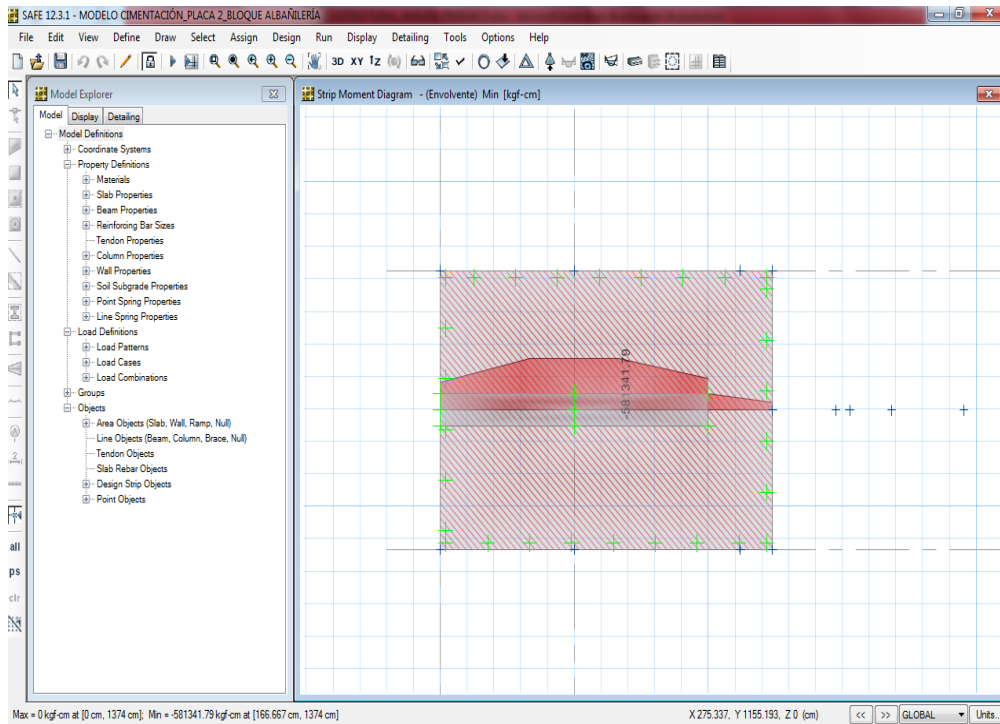 SAFE 12.3.1 - MODELO CIMENTACIÓN_PLACA 2_BLOQUE ALBAÑILERÍA
File Edit View Define Draw Select Assign Design Run Display Detailing Tools Options Help
3D XY 1Z
Model Explorer
Model Display Detailing
Model Definitions
Coordinate Systems
Property Definitions
Materials
Slab Properties
Beam Properties
Reinforcing Bar Sizes
Tendon Properties
Column Properties
Wall Properties
Soil Subgrade Properties
Point Spring Properties
Line Spring Properties
Load Definitions
Load Patterns
Load Cases
Load Combinations
Groups
Objects
Area Objects (Slab, Wall, Ramp, Null)
Line Objects (Beam, Column, Brace, Null)
Tendon Objects
Slab Rebar Objects
Design Strip Objects
Point Objects
all
ps
clr
Strip Moment Diagram - (Envolvente) Min [kgf-cm]
-581341.79
Max = 0 kgf-cm at [0 cm, 1374 cm]; Min = -581341.79 kgf-cm at [166.667 cm, 1374 cm]
X 275.337, Y 1155.193, Z 0 (cm)
<< >> GLOBAL Units...